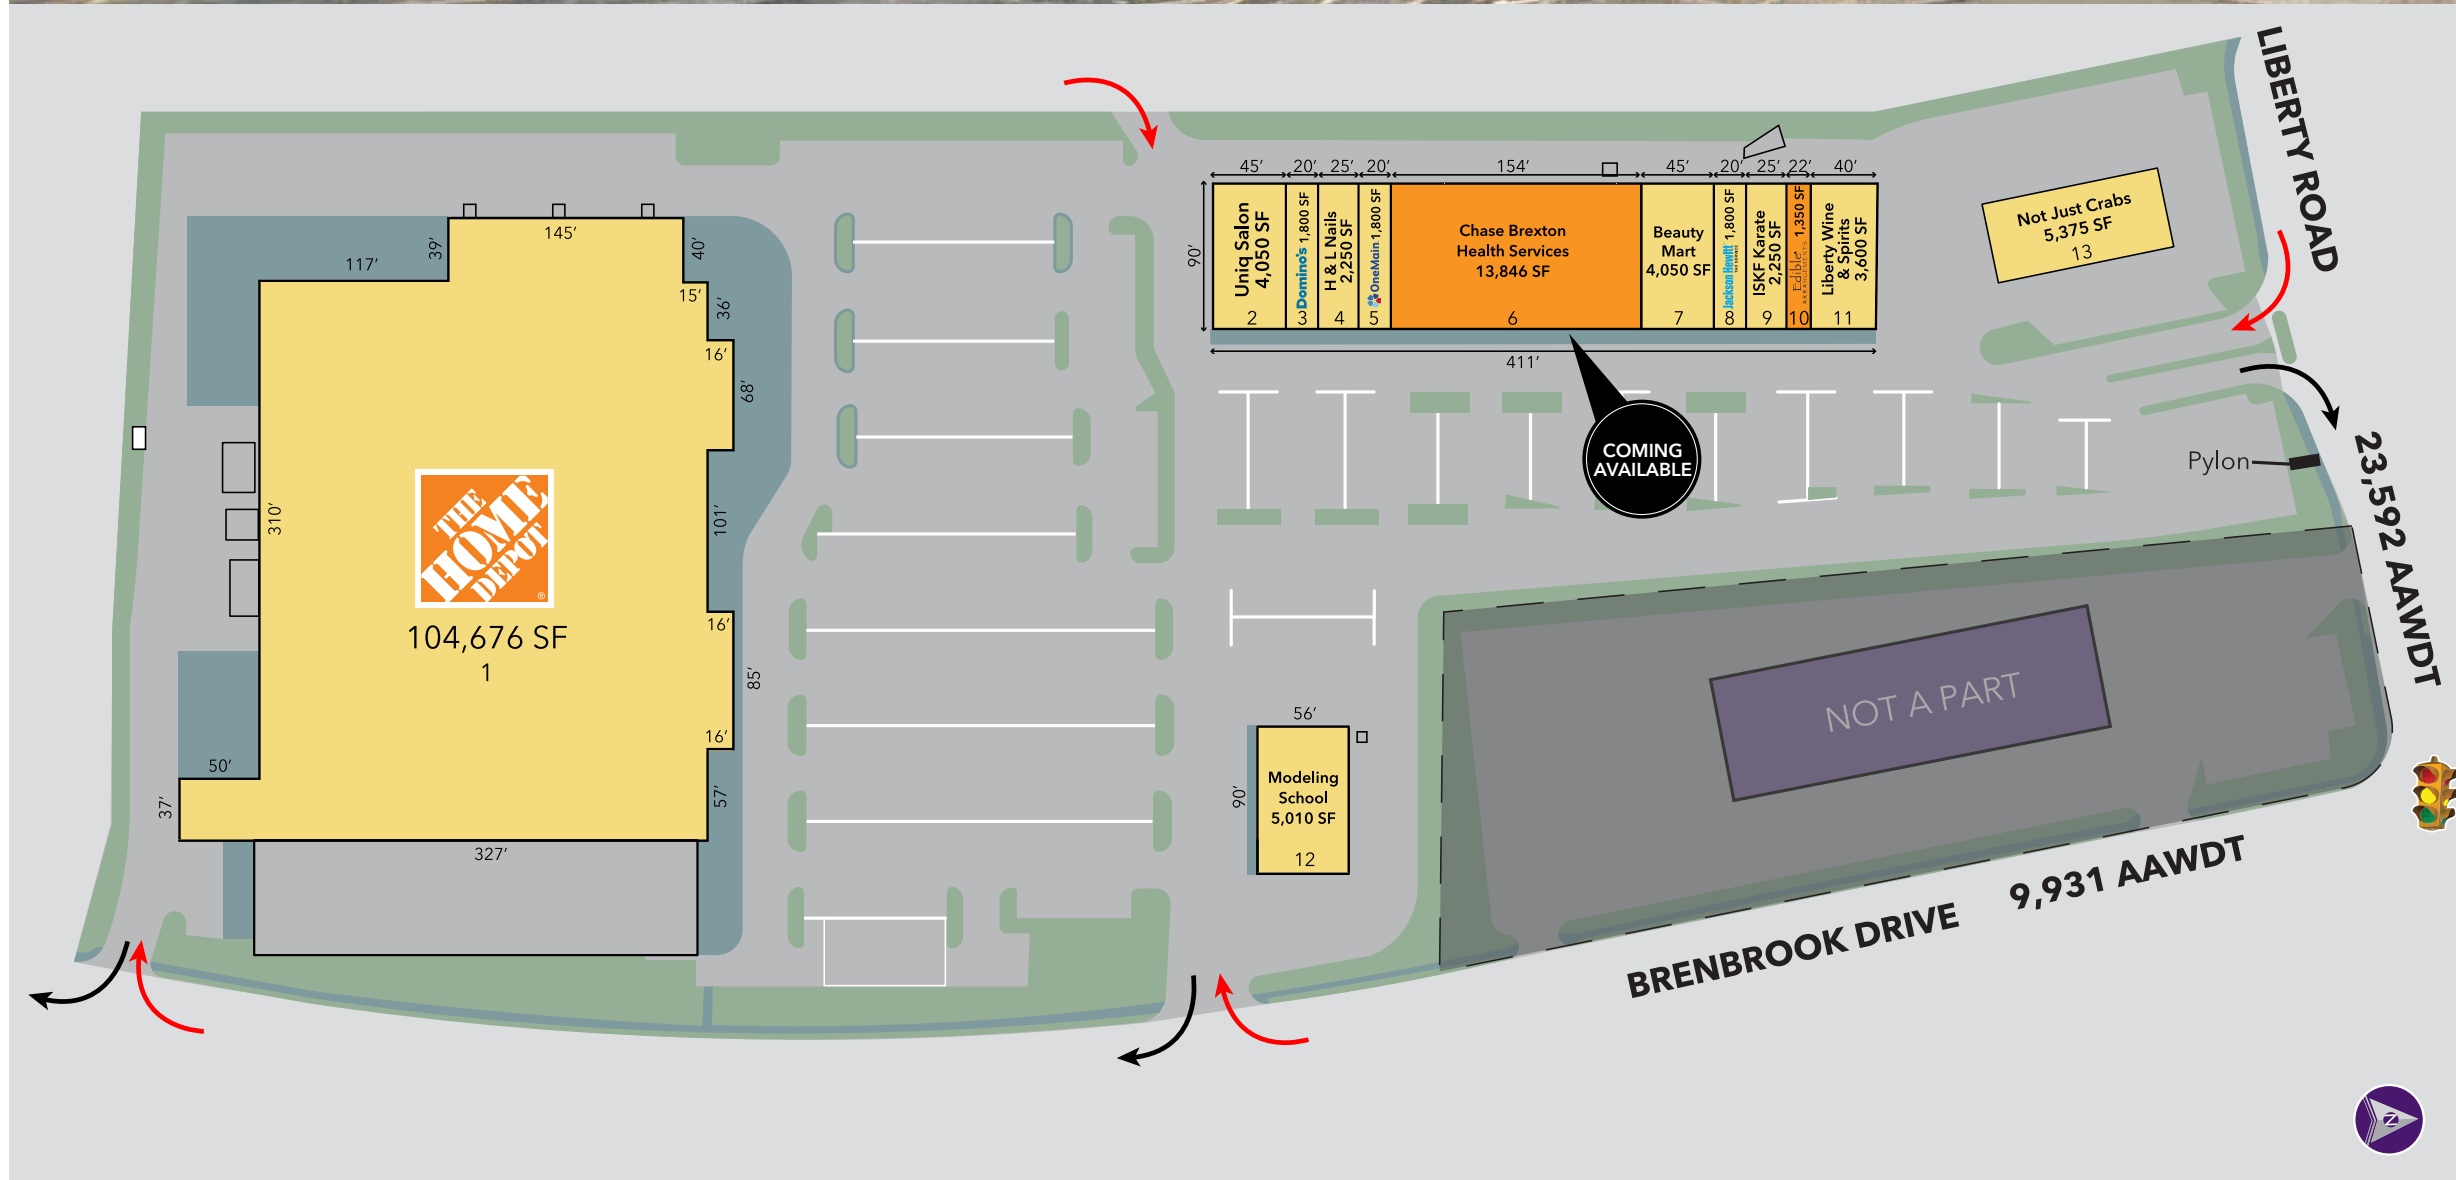 LIBERTY ROAD
23,592 AAWDT
45’ 20’ 25’ 20’ 154’ 45’ 20’ 25’ 22’ 40’
90’
Uniq Salon
4,050 SF
2
Domino's 1,800 SF
3
H & L Nails
2,250 SF
4
OneMain 1,800 SF
5
Chase Brexton
Health Services
13,846 SF
6
Beauty
Mart
4,050 SF
7
Jackson Hewitt 1,800 SF
TAX SERVICE
8
ISKF Karate
2,250 SF
9
Edible 1,350 SF
ARRANGEMENTS
10
Liberty Wine
& Spirits
3,600 SF
11
411’
Not Just Crabs
5,375 SF
13
COMING
AVAILABLE
Pylon
145’
39’
40’
117’
15’
36’
16’
68’
310’
101’
THE
HOME
DEPOT
®
104,676 SF
1
16’
85’
16’
50’
37’
57’
327’
56’
90’
Modeling
School
5,010 SF
12
NOT A PART
BRENBROOK DRIVE 9,931 AAWDT
N